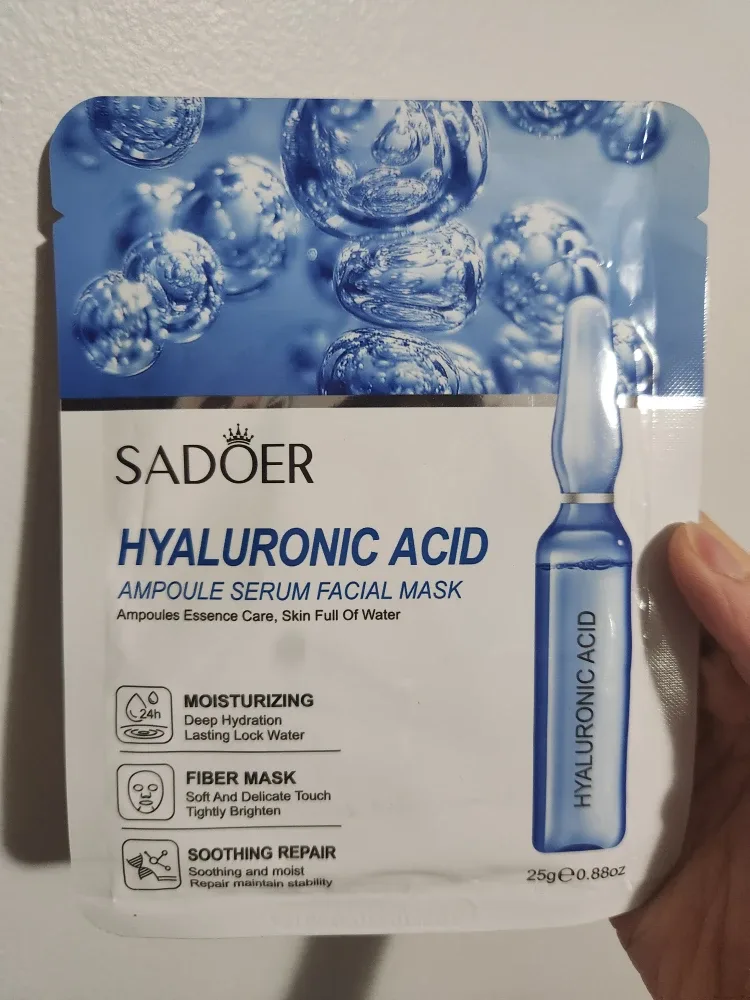 SADOER
HYALURONIC ACID
AMPOULE SERUM FACIAL MASK
Ampoules Essence Care, Skin Full Of Water
24h
MOISTURIZING
Deep Hydration
Lasting Lock Water
FIBER MASK
Soft And Delicate Touch
Tightly Brighten
SOOTHING REPAIR
Soothing and moist
Repair maintain stability
HYALURONIC ACID
25g℮0.88oz